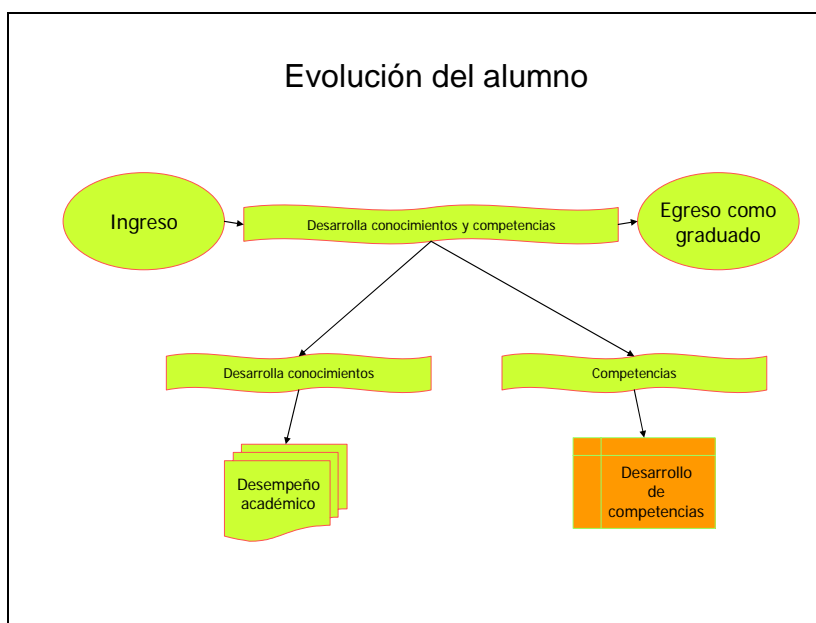 Evolución del alumno
Ingreso
Desarrolla conocimientos y competencias
Egreso como
graduado
Desarrolla conocimientos
Competencias
Desempeño
académico
Desarrollo
de
competencias